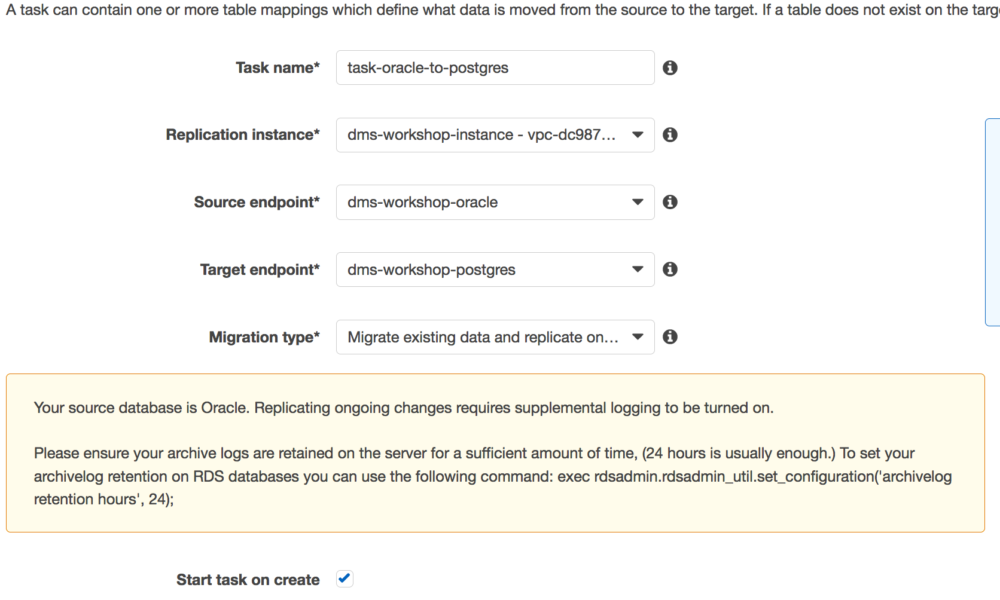 A task can contain one or more table mappings which define what data is moved from the source to the target. If a table does not exist on the
Task name* task-oracle-to-postgres
Replication instance* dms-workshop-instance - vpc-dc987...
Source endpoint* dms-workshop-oracle
Target endpoint* dms-workshop-postgres
Migration type* Migrate existing data and replicate on...
Your source database is Oracle. Replicating ongoing changes requires supplemental logging to be turned on.
Please ensure your archive logs are retained on the server for a sufficient amount of time, (24 hours is usually enough.) To set your
archivelog retention on RDS databases you can use the following command: exec rdsadmin.rdsadmin_util.set_configuration('archivelog
retention hours', 24);
Start task on create